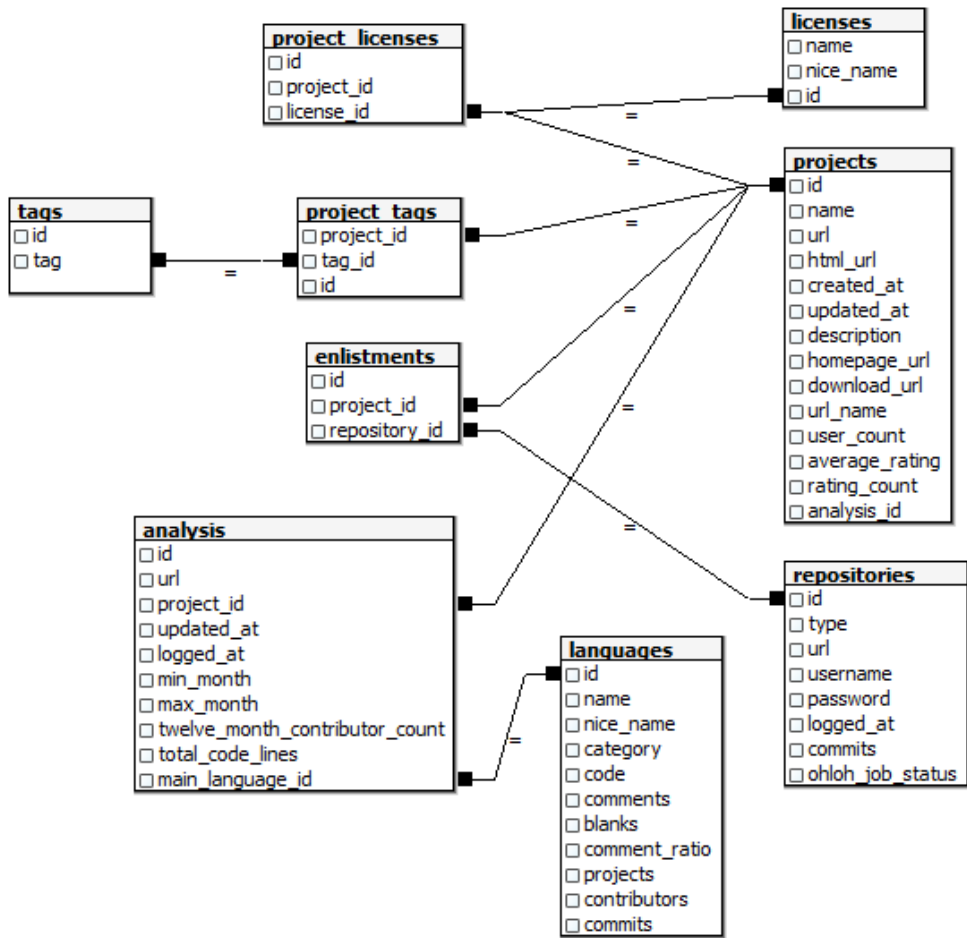 project_licenses
id
project_id
license_id
licenses
name
nice_name
id
=
=
projects
id
name
url
html_url
created_at
updated_at
description
homepage_url
download_url
url_name
user_count
average_rating
rating_count
analysis_id
tags
id
tag
=
project_tags
project_id
tag_id
id
=
enlistments
id
project_id
repository_id
=
=
=
analysis
id
url
project_id
updated_at
logged_at
min_month
max_month
twelve_month_contributor_count
total_code_lines
main_language_id
=
languages
id
name
nice_name
category
code
comments
blanks
comment_ratio
projects
contributors
commits
repositories
id
type
url
username
password
logged_at
commits
ohloh_job_status